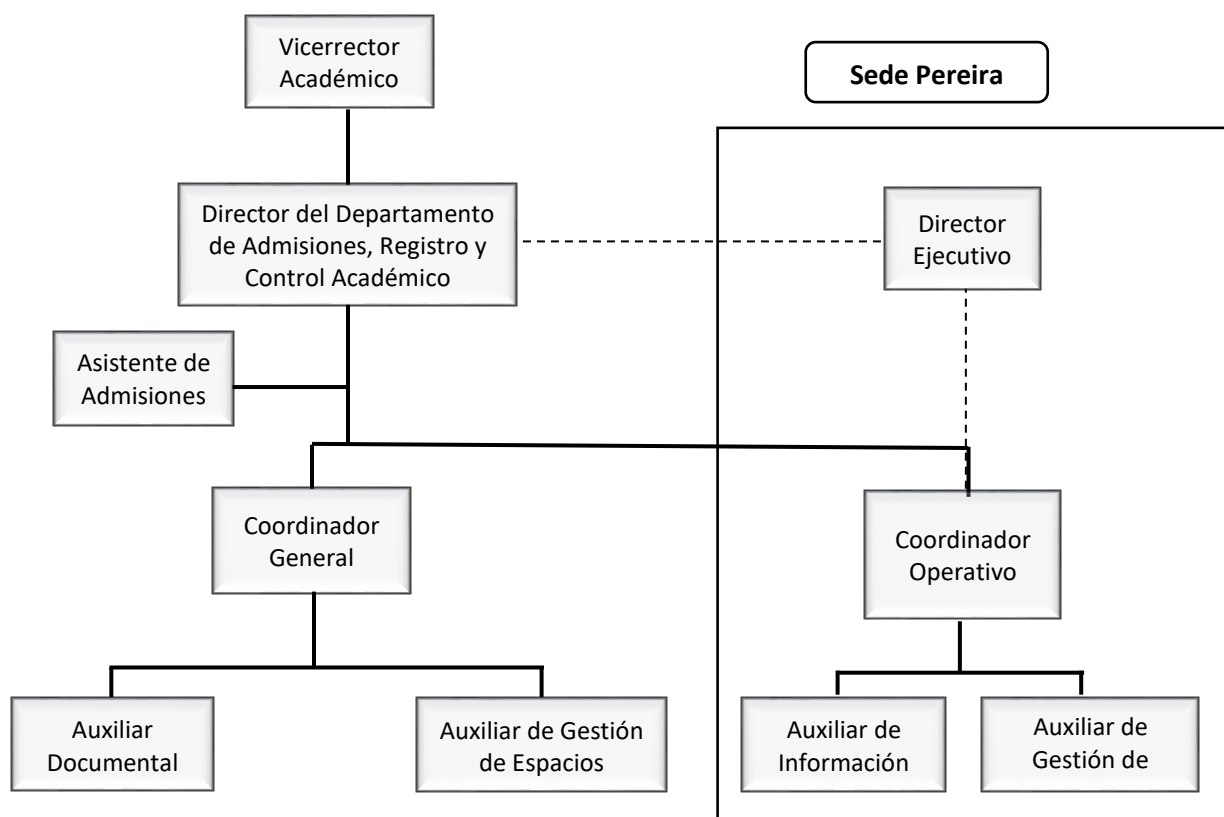 Vicerrector
Académico
Sede Pereira
Director del Departamento
de Admisiones, Registro y
Control Académico
Director
Ejecutivo
Asistente de
Admisiones
Coordinador
General
Coordinador
Operativo
Auxiliar
Documental
Auxiliar de Gestión
de Espacios
Auxiliar de
Información
Auxiliar de
Gestión de